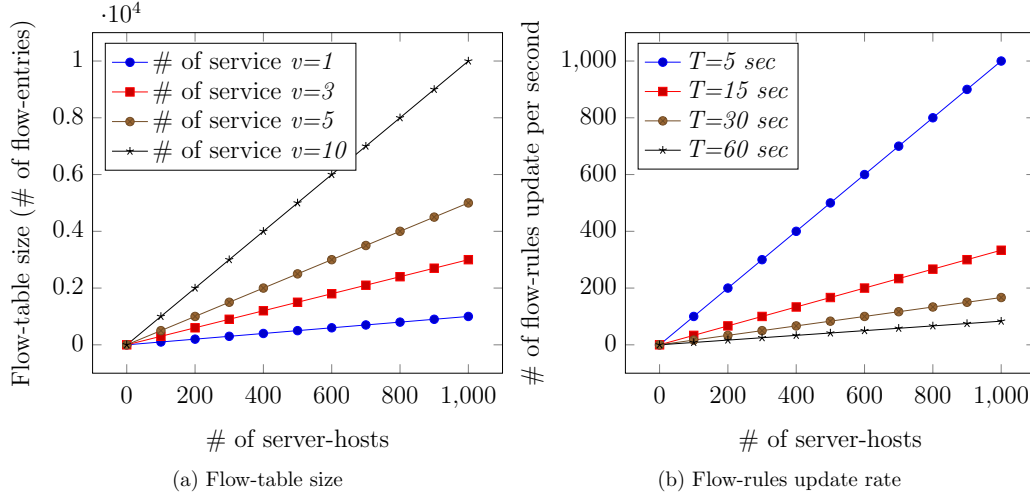 ·10⁴
Flow-table size (# of flow-entries)
1
0.8
0.6
0.4
0.2
0
# of service v=1
# of service v=3
# of service v=5
# of service v=10
0 200 400 600 800 1,000
# of server-hosts
(a) Flow-table size
# of flow-rules update per second
1,000
800
600
400
200
0
T=5 sec
T=15 sec
T=30 sec
T=60 sec
0 200 400 600 800 1,000
# of server-hosts
(b) Flow-rules update rate